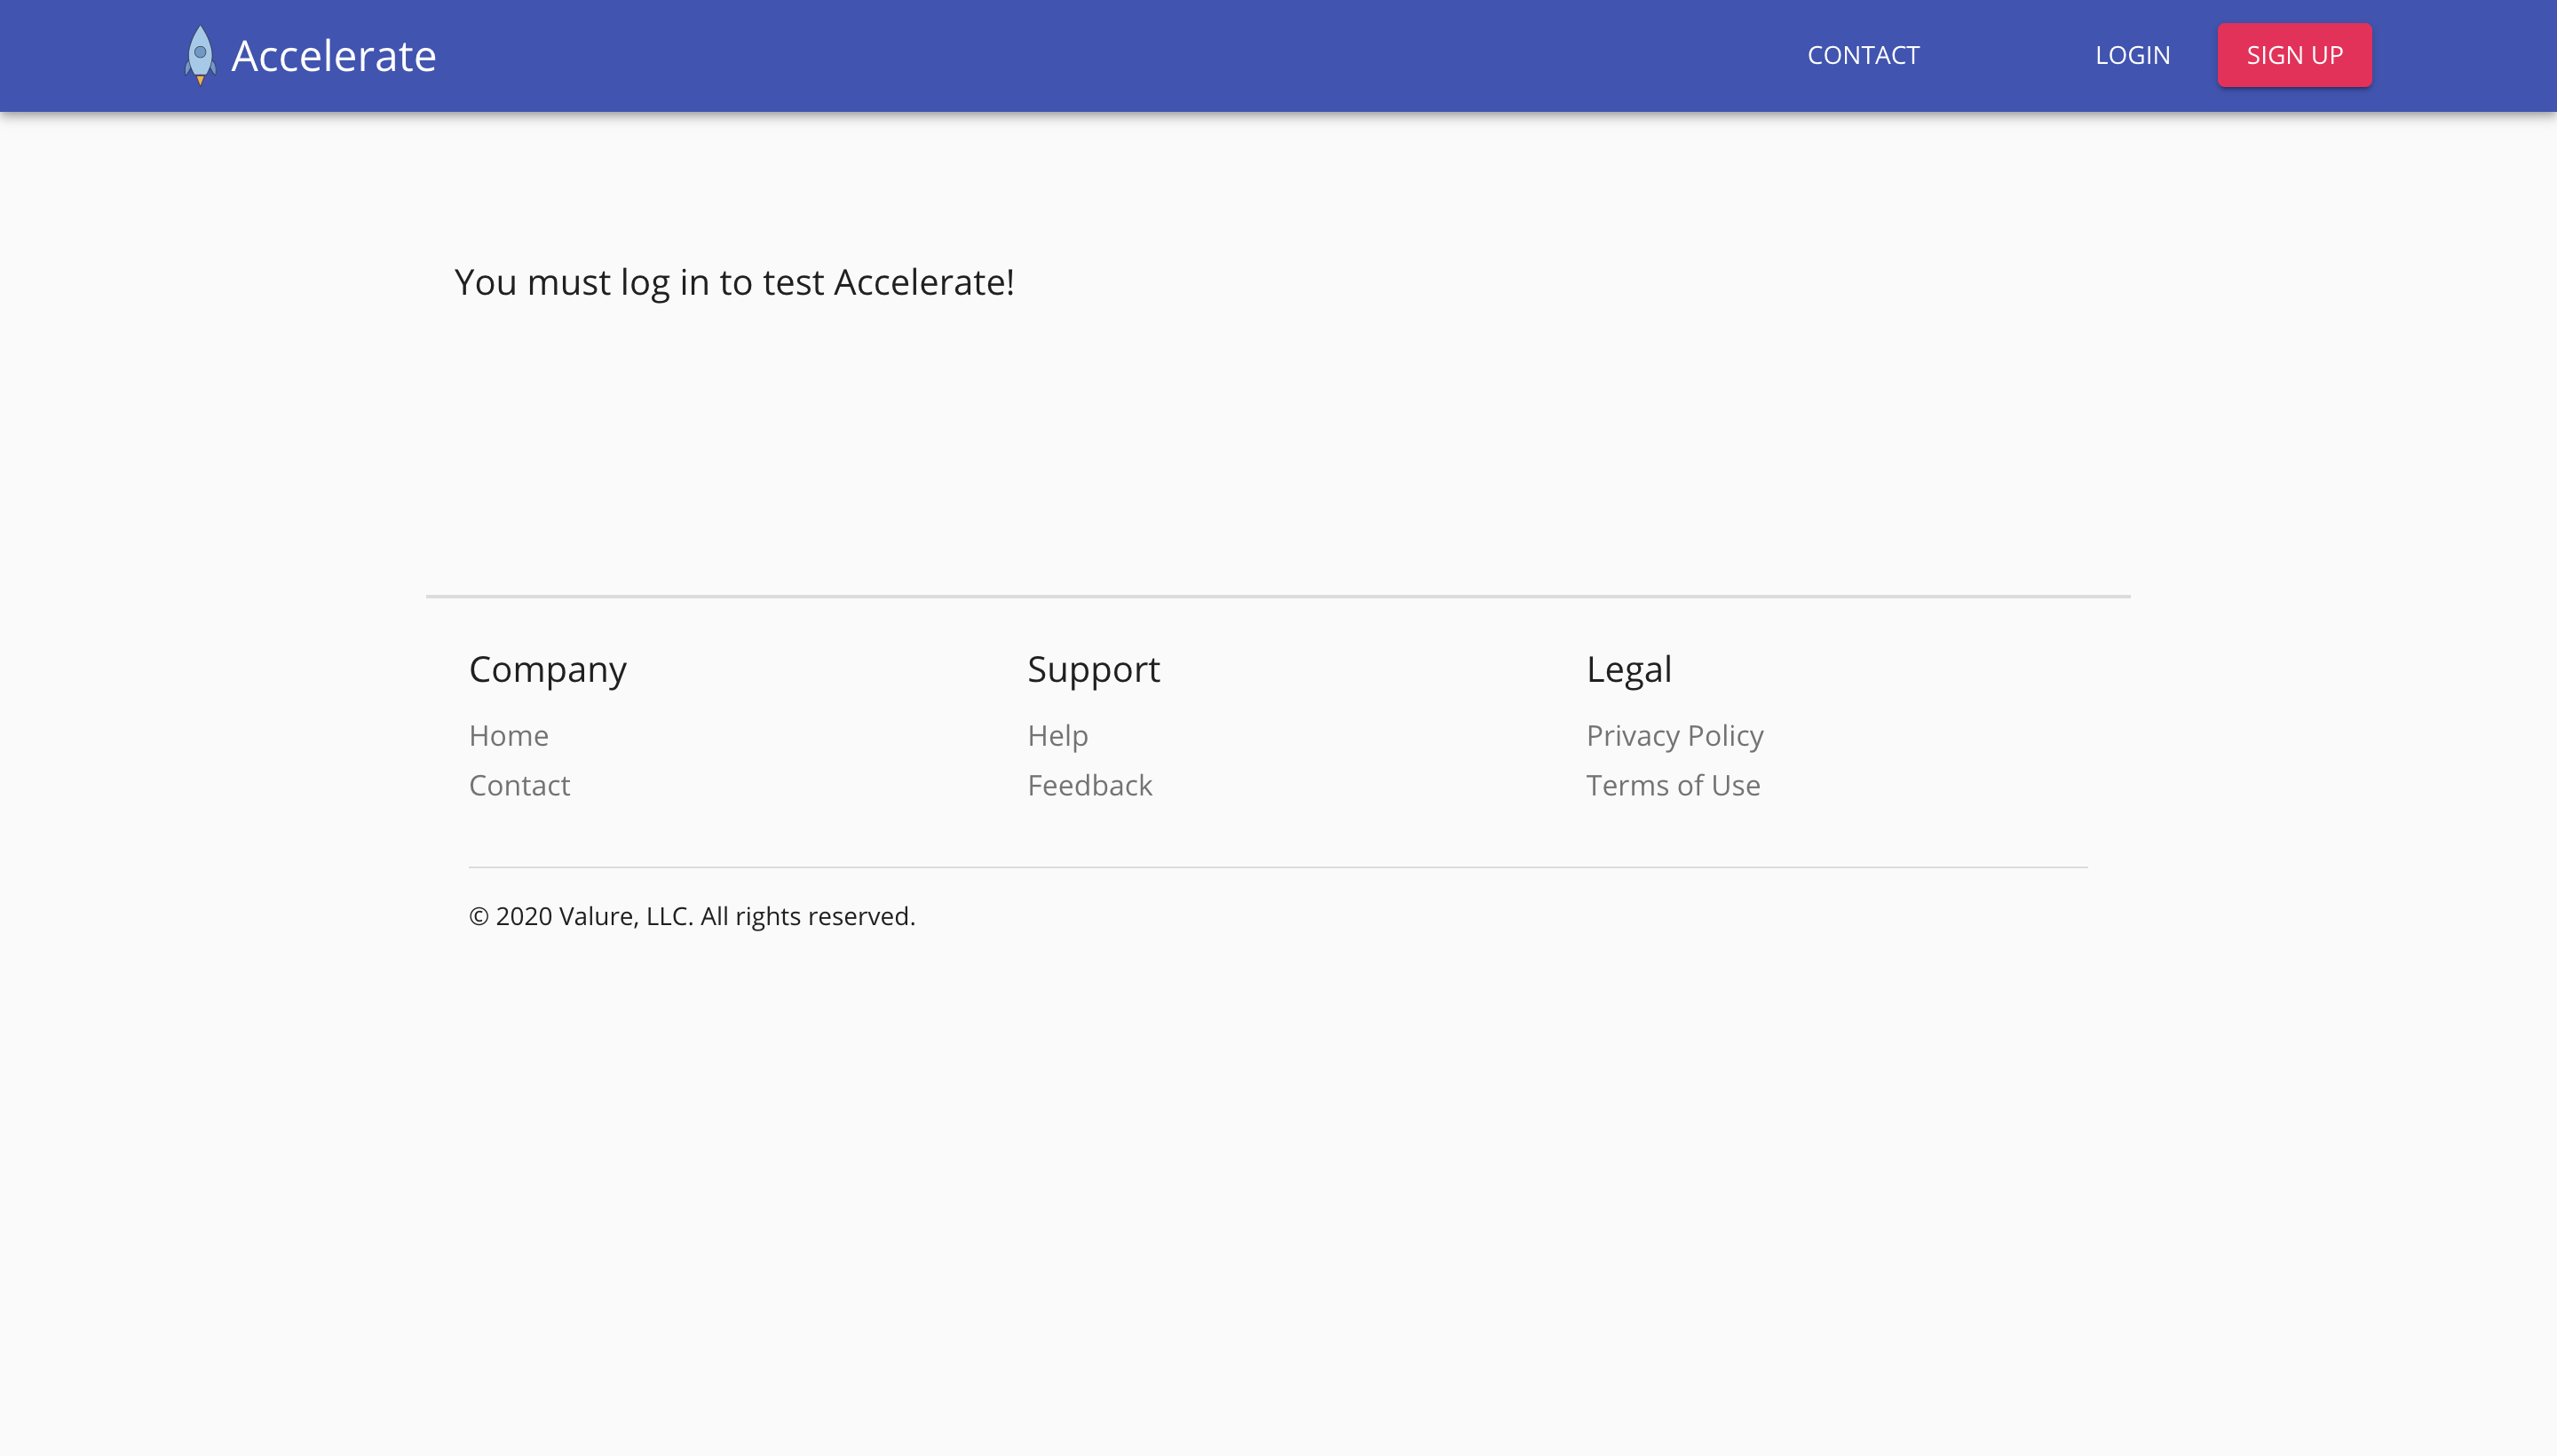 Accelerate
CONTACT
LOGIN
SIGN UP
You must log in to test Accelerate!
Company
Home
Contact
Support
Help
Feedback
Legal
Privacy Policy
Terms of Use
© 2020 Valure, LLC. All rights reserved.